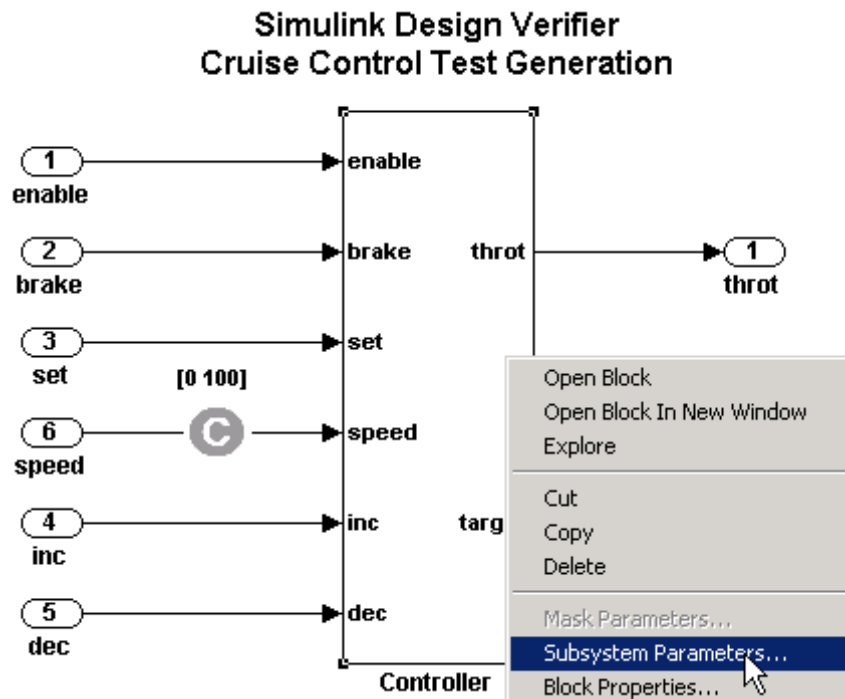 Simulink Design Verifier
Cruise Control Test Generation
1
enable
enable
2
brake
brake
throt
1
throt
3
set
set
[0 100]
C
6
speed
speed
4
inc
inc
targ
5
dec
dec
Controller
Open Block
Open Block In New Window
Explore
Cut
Copy
Delete
Mask Parameters...
Subsystem Parameters...
Block Properties...